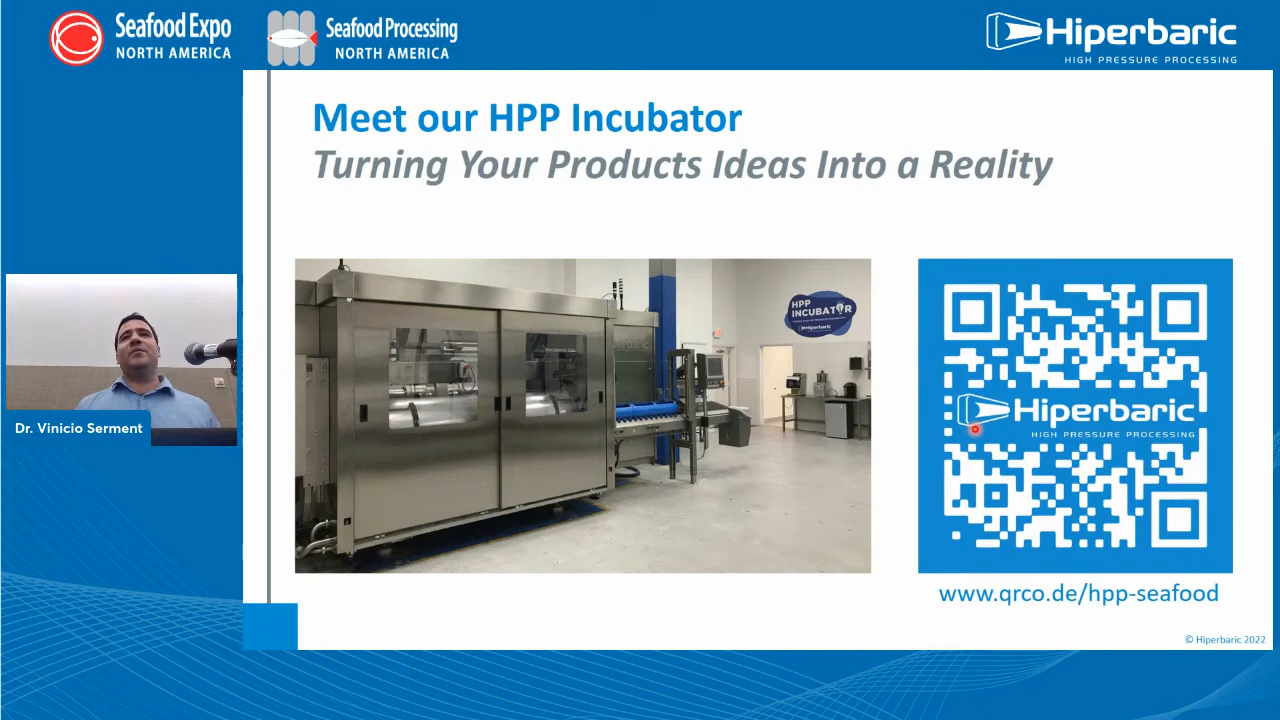 Seafood Expo
NORTH AMERICA
Seafood Processing
NORTH AMERICA
Hiperbaric
HIGH PRESSURE PROCESSING
Meet our HPP Incubator
Turning Your Products Ideas Into a Reality
HPP
INCUBATOR
Hiperbaric
Hiperbaric
HIGH PRESSURE PROCESSING
Dr. Vinicio Serment
www.qrco.de/hpp-seafood
© Hiperbaric 2022